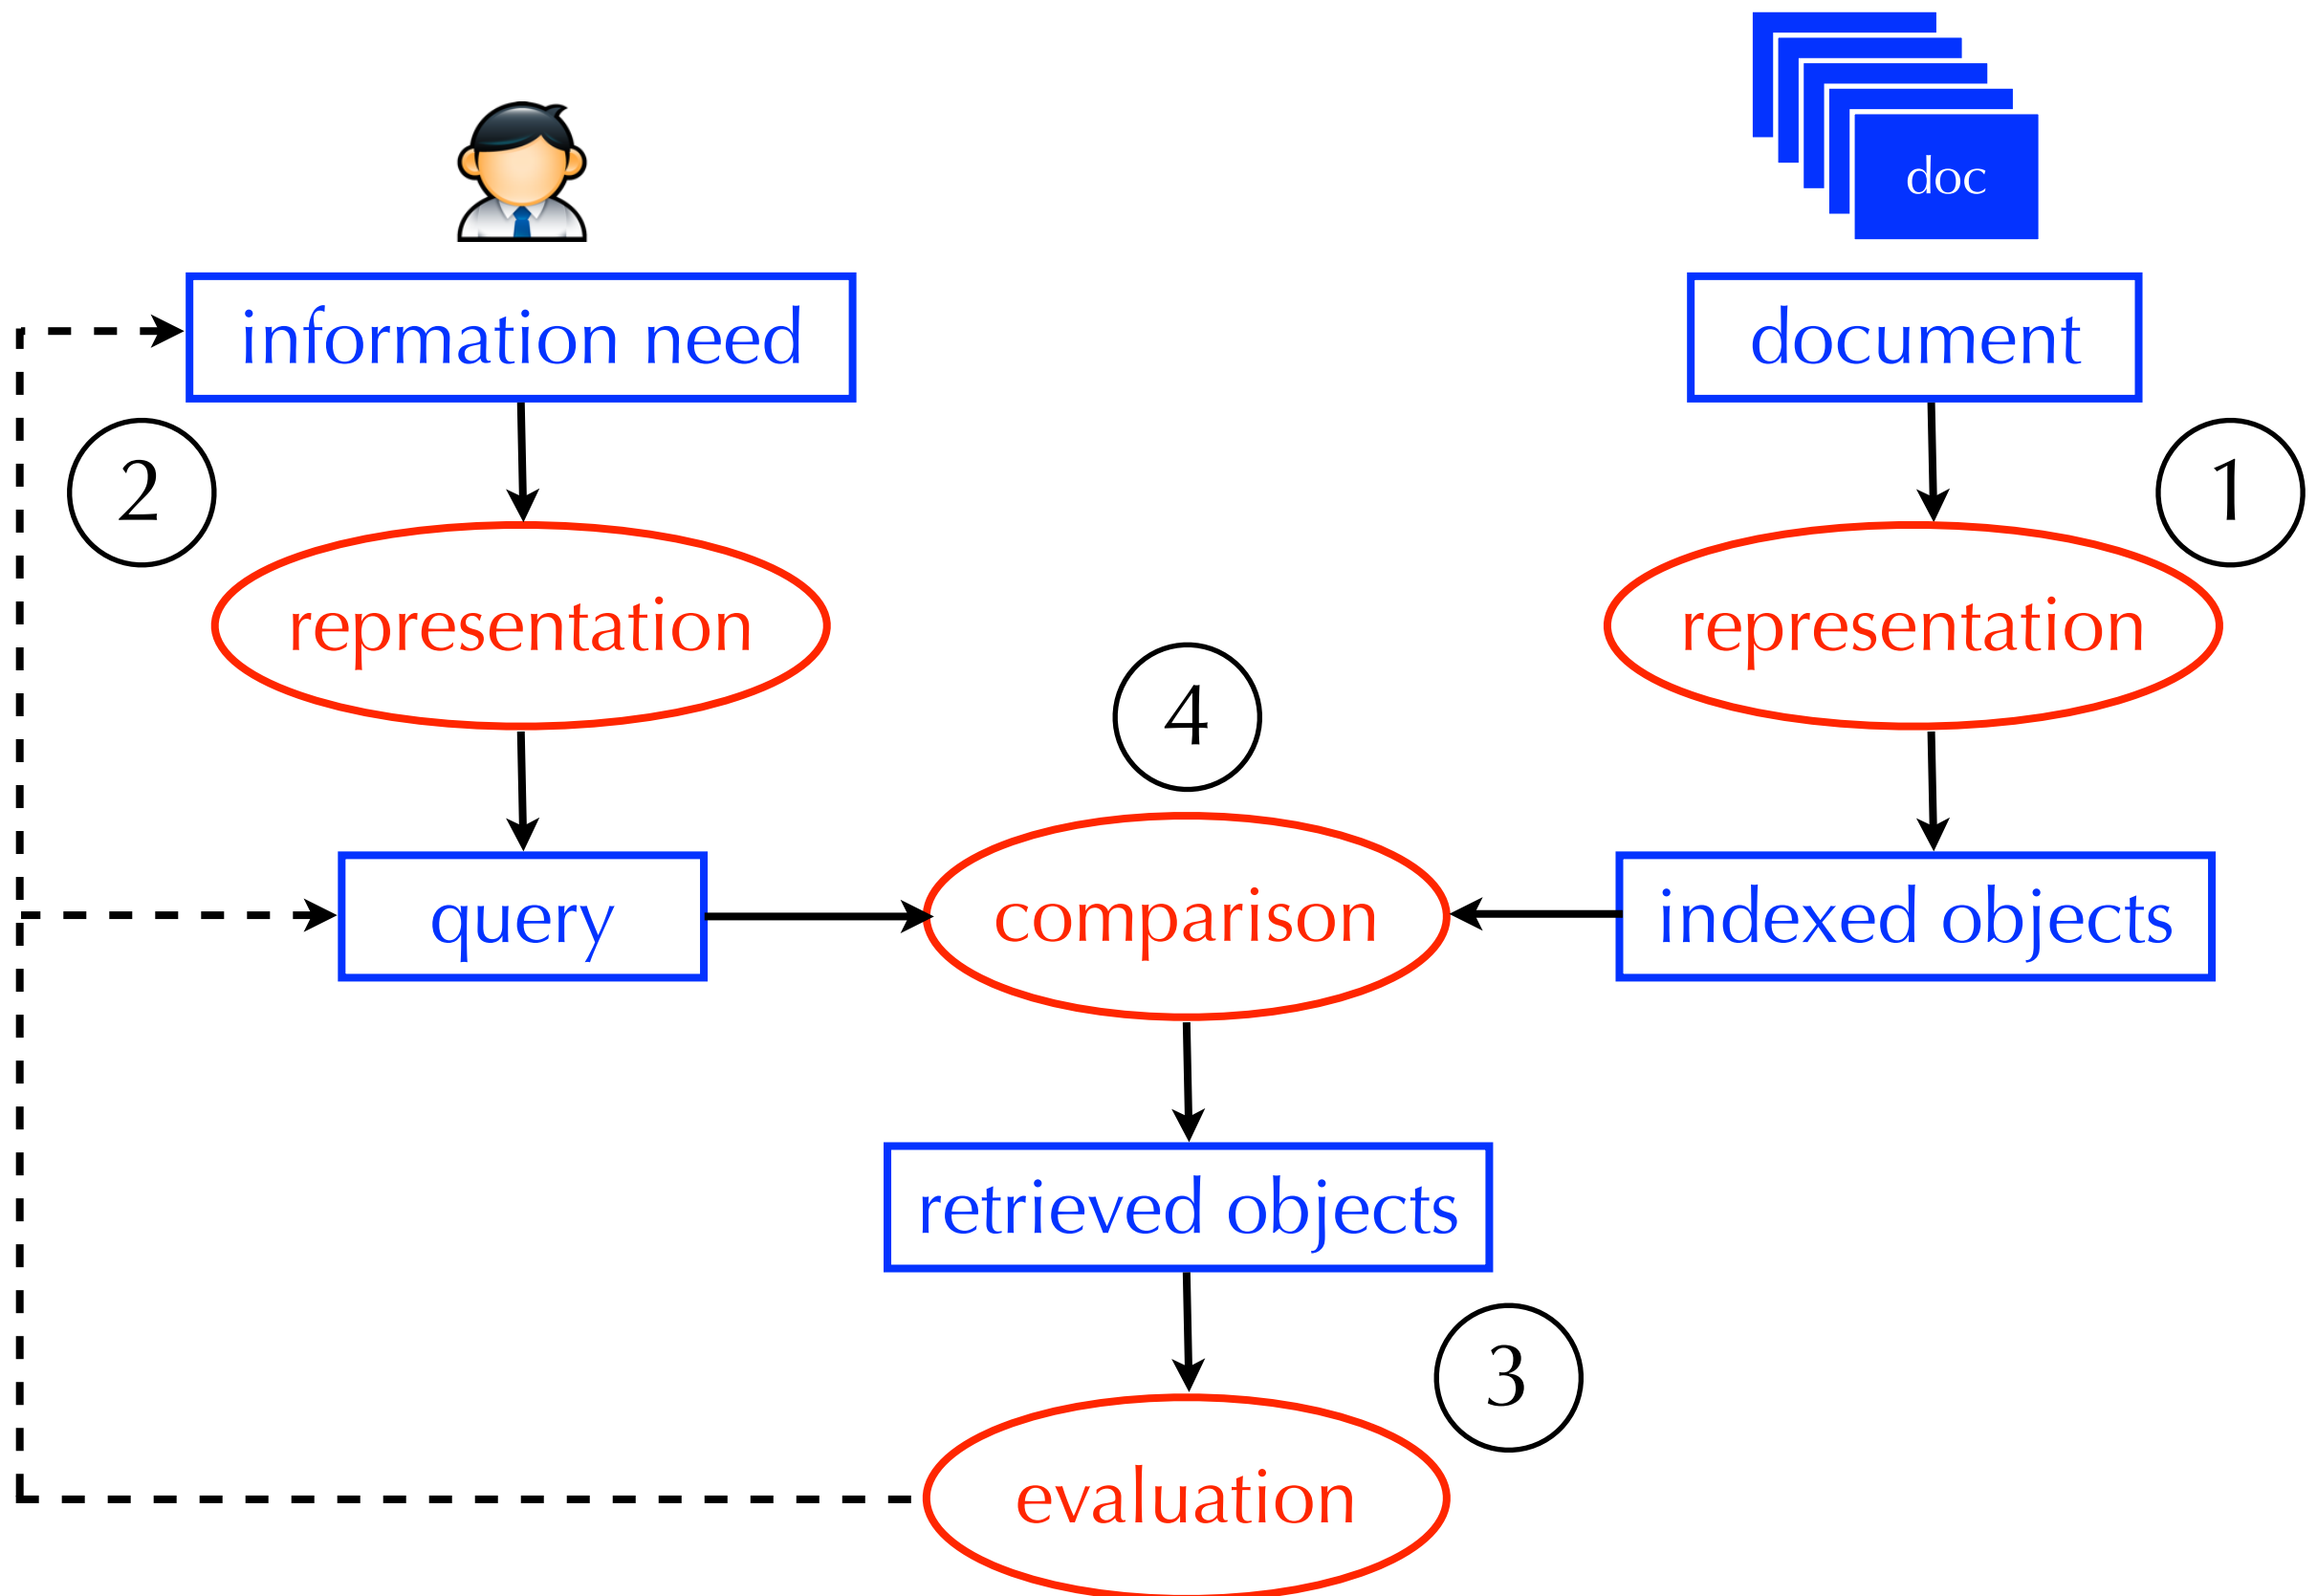 doc
information need
document
2
1
representation
representation
4
query
comparison
indexed objects
retrieved objects
3
evaluation